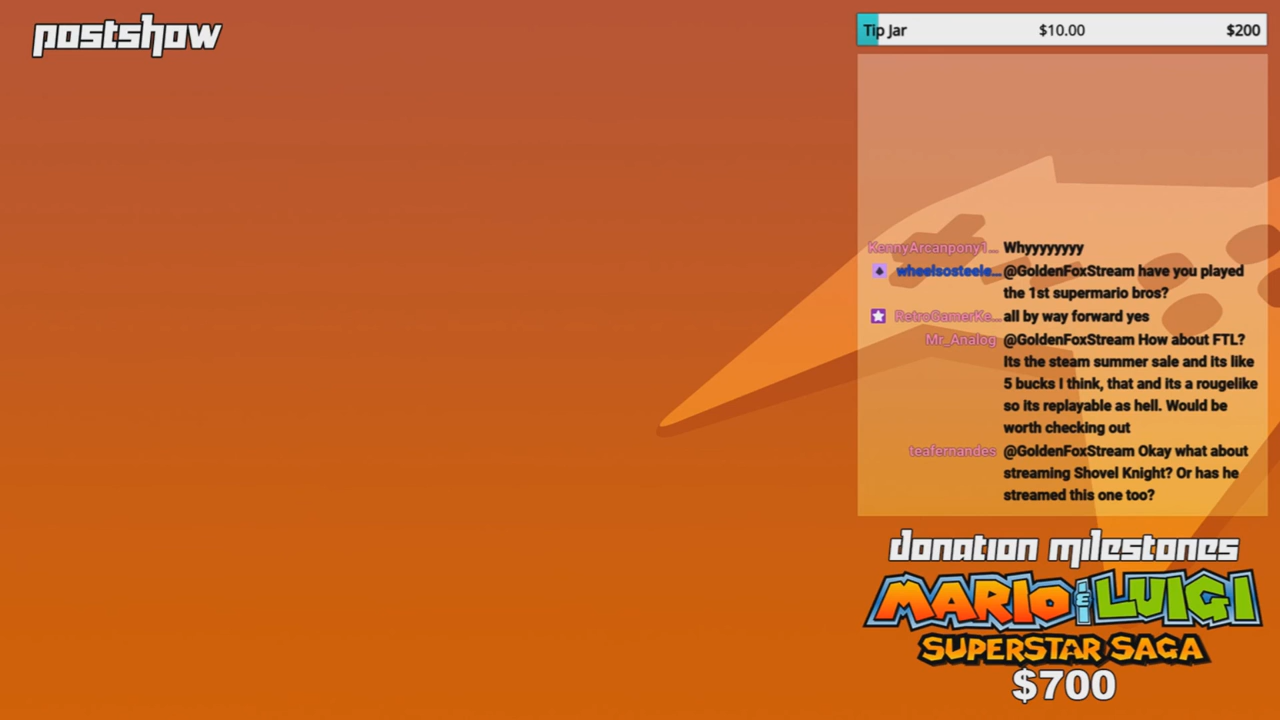 postshow
Tip Jar $10.00 $200
KennyArcanpony1... Whyyyyyyyy
wheelsosteele... @GoldenFoxStream have you played
the 1st supermario bros?
RetroGamerKe... all by way forward yes
Mr_Analog @GoldenFoxStream How about FTL?
Its the steam summer sale and its like
5 bucks I think, that and its a rougelike
so its replayable as hell. Would be
worth checking out
teafernandes @GoldenFoxStream Okay what about
streaming Shovel Knight? Or has he
streamed this one too?
donation milestones
MARIO & LUIGI
SUPERSTAR SAGA
$700